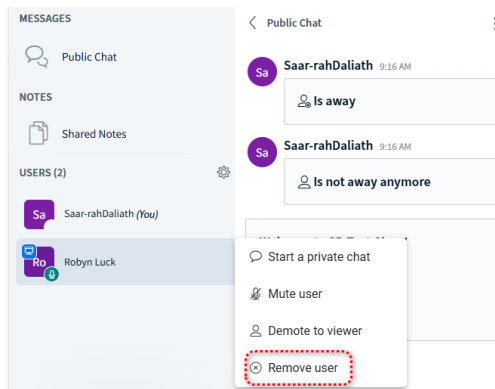 MESSAGES
Public Chat
NOTES
Shared Notes
USERS (2)
Sa
Saar-rahDaliath (You)
Ro
Robyn Luck
Public Chat
Sa
Saar-rahDaliath 9:16 AM
Is away
Sa
Saar-rahDaliath 9:16 AM
Is not away anymore
Start a private chat
Mute user
Demote to viewer
Remove user